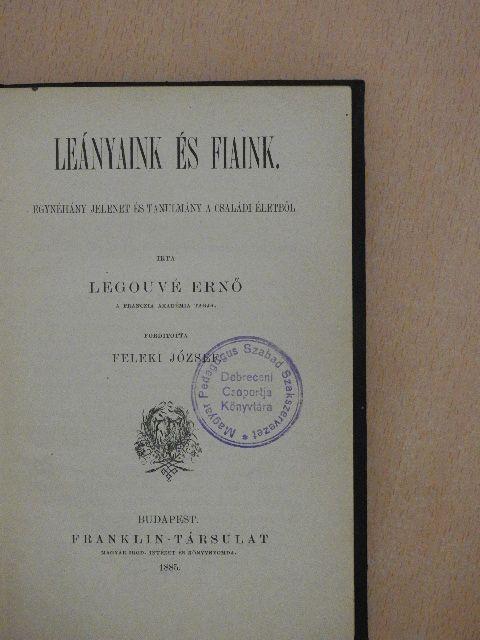 LEÁNYAINK ÉS FIAINK.
EGYNÉHÁNY JELENET ÉS TANULMÁNY A CSALÁDI ÉLETBŐL
IRTA
LEGOUVÉ ERNŐ
A FRANCZIA AKADÉMIA TAGJA.
FORDITOTTA
FELEKI JÓZSEF.
Magyar Pedagógus Szabad Szakszervezet
Debreceni
Csoportja
Könyvtára
BUDAPEST.
FRANKLIN-TÁRSULAT
MAGYAR IROD. INTÉZET ÉS KÖNYVNYOMDA.
1885.